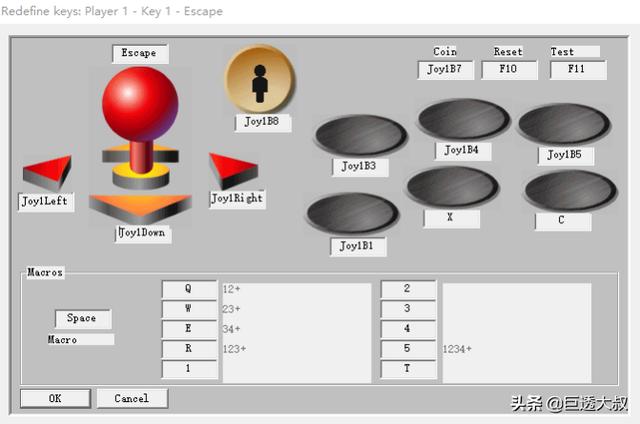 Redefine keys: Player 1 - Key 1 - Escape
Escape
Coin Reset Test
Joy1B7 F10 F11
Joy1B8
Joy1B3 Joy1B4 Joy1B5
Joy1Left Joy1Right
Joy1Down
Joy1B1 X C
Macros
Q 12+ 2
W 23+ 3
E 34+ 4
R 123+ 5 1234+
1 T
Space
Macro
OK Cancel
头条 @巨透大叔